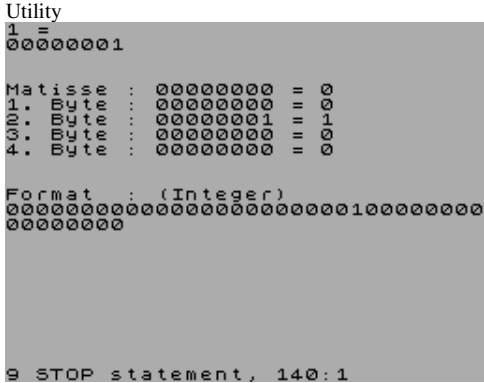 Utility
1 =
00000001
Matisse : 00000000 = 0
1. Byte : 00000000 = 0
2. Byte : 00000001 = 1
3. Byte : 00000000 = 0
4. Byte : 00000000 = 0
Format : (Integer)
00000000000000000000000100000000
00000000
9 STOP statement, 140:1